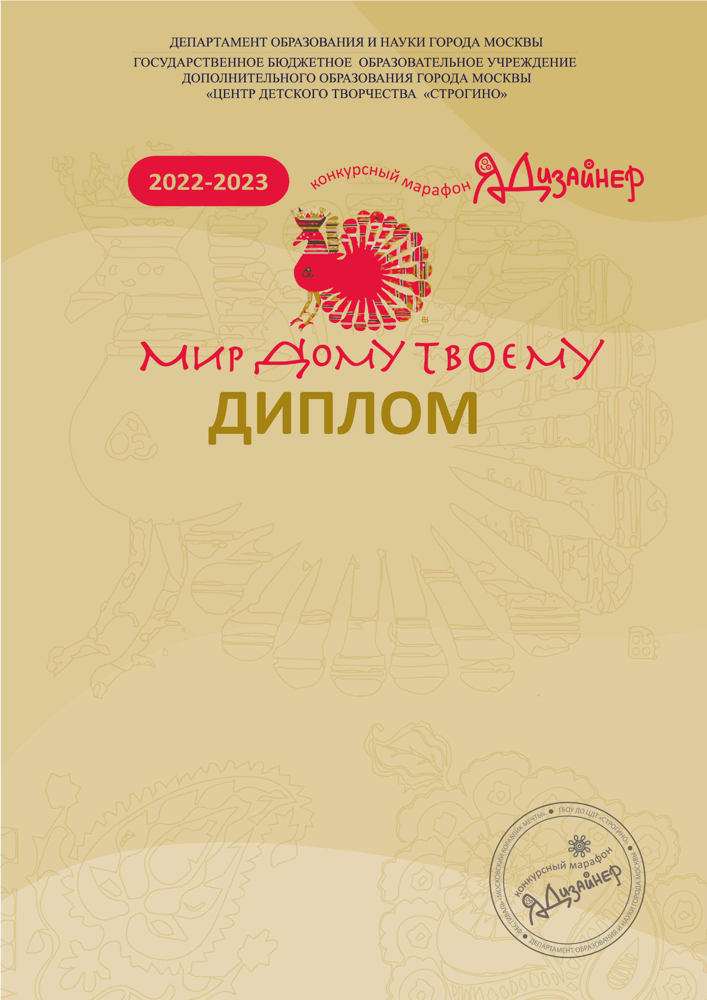 ДЕПАРТАМЕНТ ОБРАЗОВАНИЯ И НАУКИ ГОРОДА МОСКВЫ
ГОСУДАРСТВЕННОЕ БЮДЖЕТНОЕ ОБРАЗОВАТЕЛЬНОЕ УЧРЕЖДЕНИЕ
ДОПОЛНИТЕЛЬНОГО ОБРАЗОВАНИЯ ГОРОДА МОСКВЫ
«ЦЕНТР ДЕТСКОГО ТВОРЧЕСТВА «СТРОГИНО»
2022-2023
конкурсный марафон
ЯДизайнер
Мир Дому твоему
ДИПЛОМ
ФЕСТИВАЛЬ «МОСКОВСКИЙ КОРАБЛИК МЕЧТЫ» • ГБОУ ДО ЦДТ «СТРОГИНО» • ДЕПАРТАМЕНТ ОБРАЗОВАНИЯ И НАУКИ ГОРОДА МОСКВЫ
конкурсный марафон
ЯДизайнер